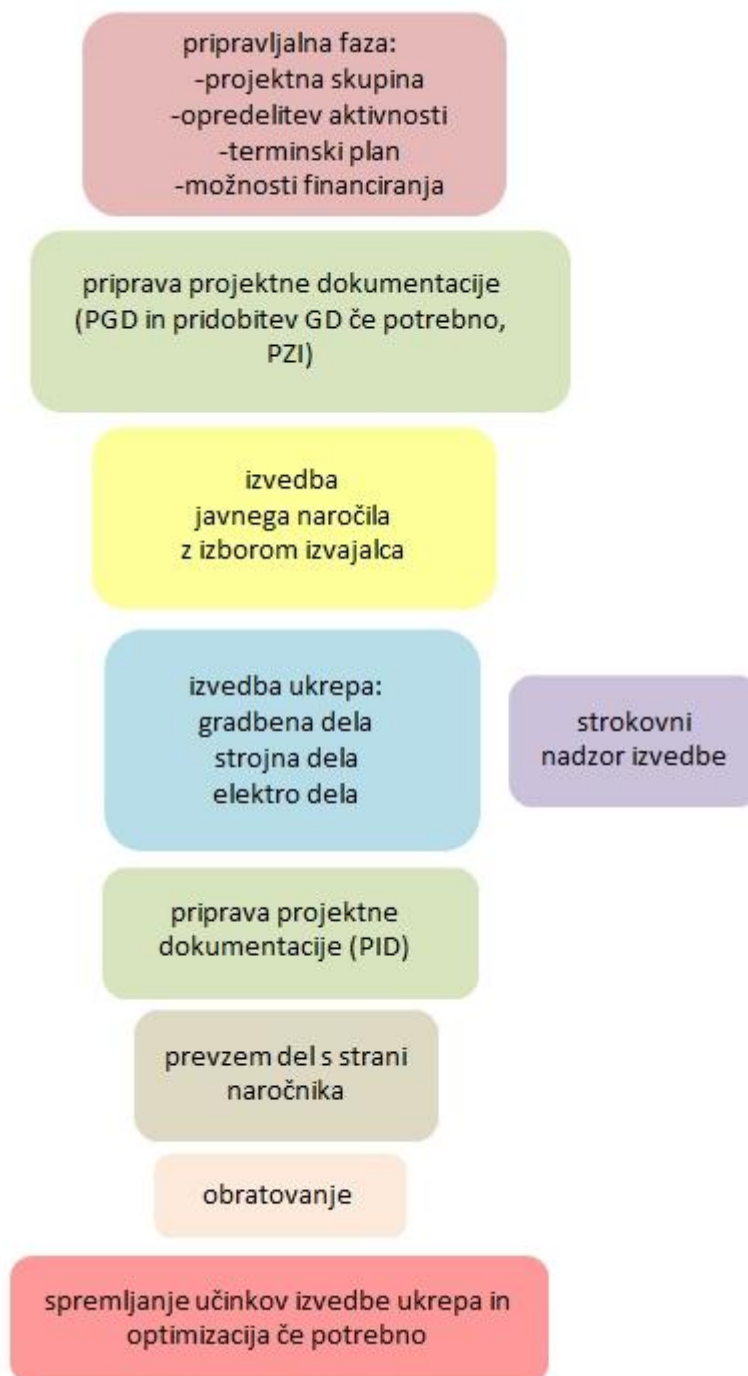 pripravljalna faza:
-projektna skupina
-opredelitev aktivnosti
-terminski plan
-možnosti financiranja
priprava projektne dokumentacije
(PGD in pridobitev GD če potrebno,
PZI)
izvedba
javnega naročila
z izborom izvajalca
izvedba ukrepa:
gradbena dela
strojna dela
elektro dela
strokovni
nadzor izvedbe
priprava projektne
dokumentacije (PID)
prevzem del s strani
naročnika
obratovanje
spremljanje učinkov izvedbe ukrepa in
optimizacija če potrebno